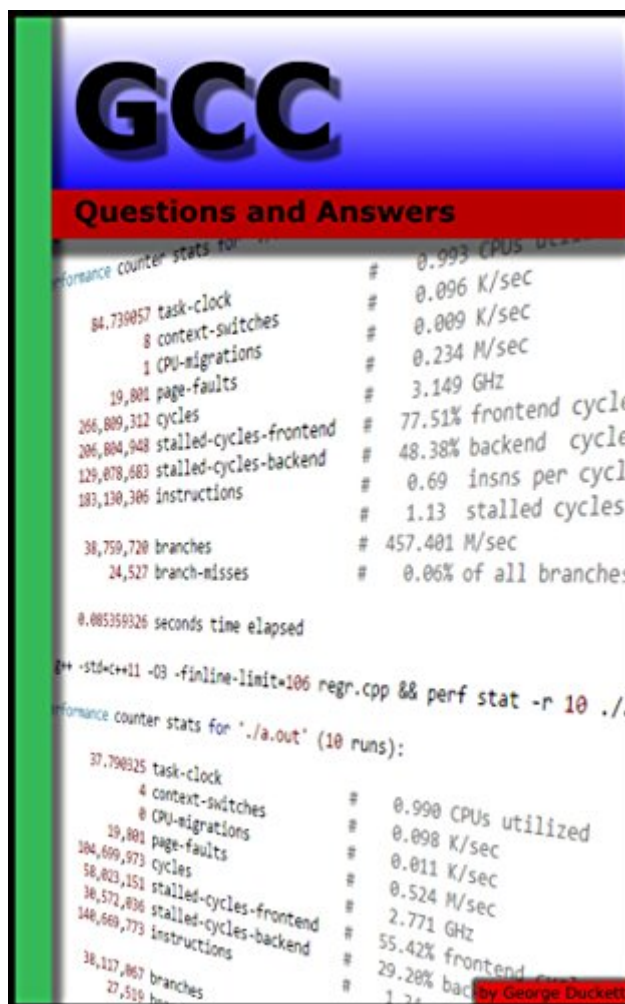 GCC
Questions and Answers
formance counter stats for
84.739057 task-clock # 0.993 CPUs utilized
8 context-switches # 0.096 K/sec
1 CPU-migrations # 0.009 K/sec
19,801 page-faults # 0.234 M/sec
266,809,312 cycles # 3.149 GHz
206,804,948 stalled-cycles-frontend # 77.51% frontend cycle
129,078,683 stalled-cycles-backend # 48.38% backend cycle
183,130,306 instructions # 0.69 insns per cycl
# 1.13 stalled cycles
38,759,720 branches # 457.401 M/sec
24,527 branch-misses # 0.06% of all branches
0.085359326 seconds time elapsed
g++ -std=c++11 -O3 -finline-limit=106 regr.cpp && perf stat -r 10 ./
formance counter stats for './a.out' (10 runs):
37.790325 task-clock # 0.990 CPUs utilized
4 context-switches # 0.098 K/sec
0 CPU-migrations # 0.011 K/sec
19,801 page-faults # 0.524 M/sec
104,699,973 cycles # 2.771 GHz
58,023,151 stalled-cycles-frontend # 55.42% frontend
30,572,036 stalled-cycles-backend # 29.20% bac
140,669,773 instructions #
38,117,067 branches
27,519
by George Duckett